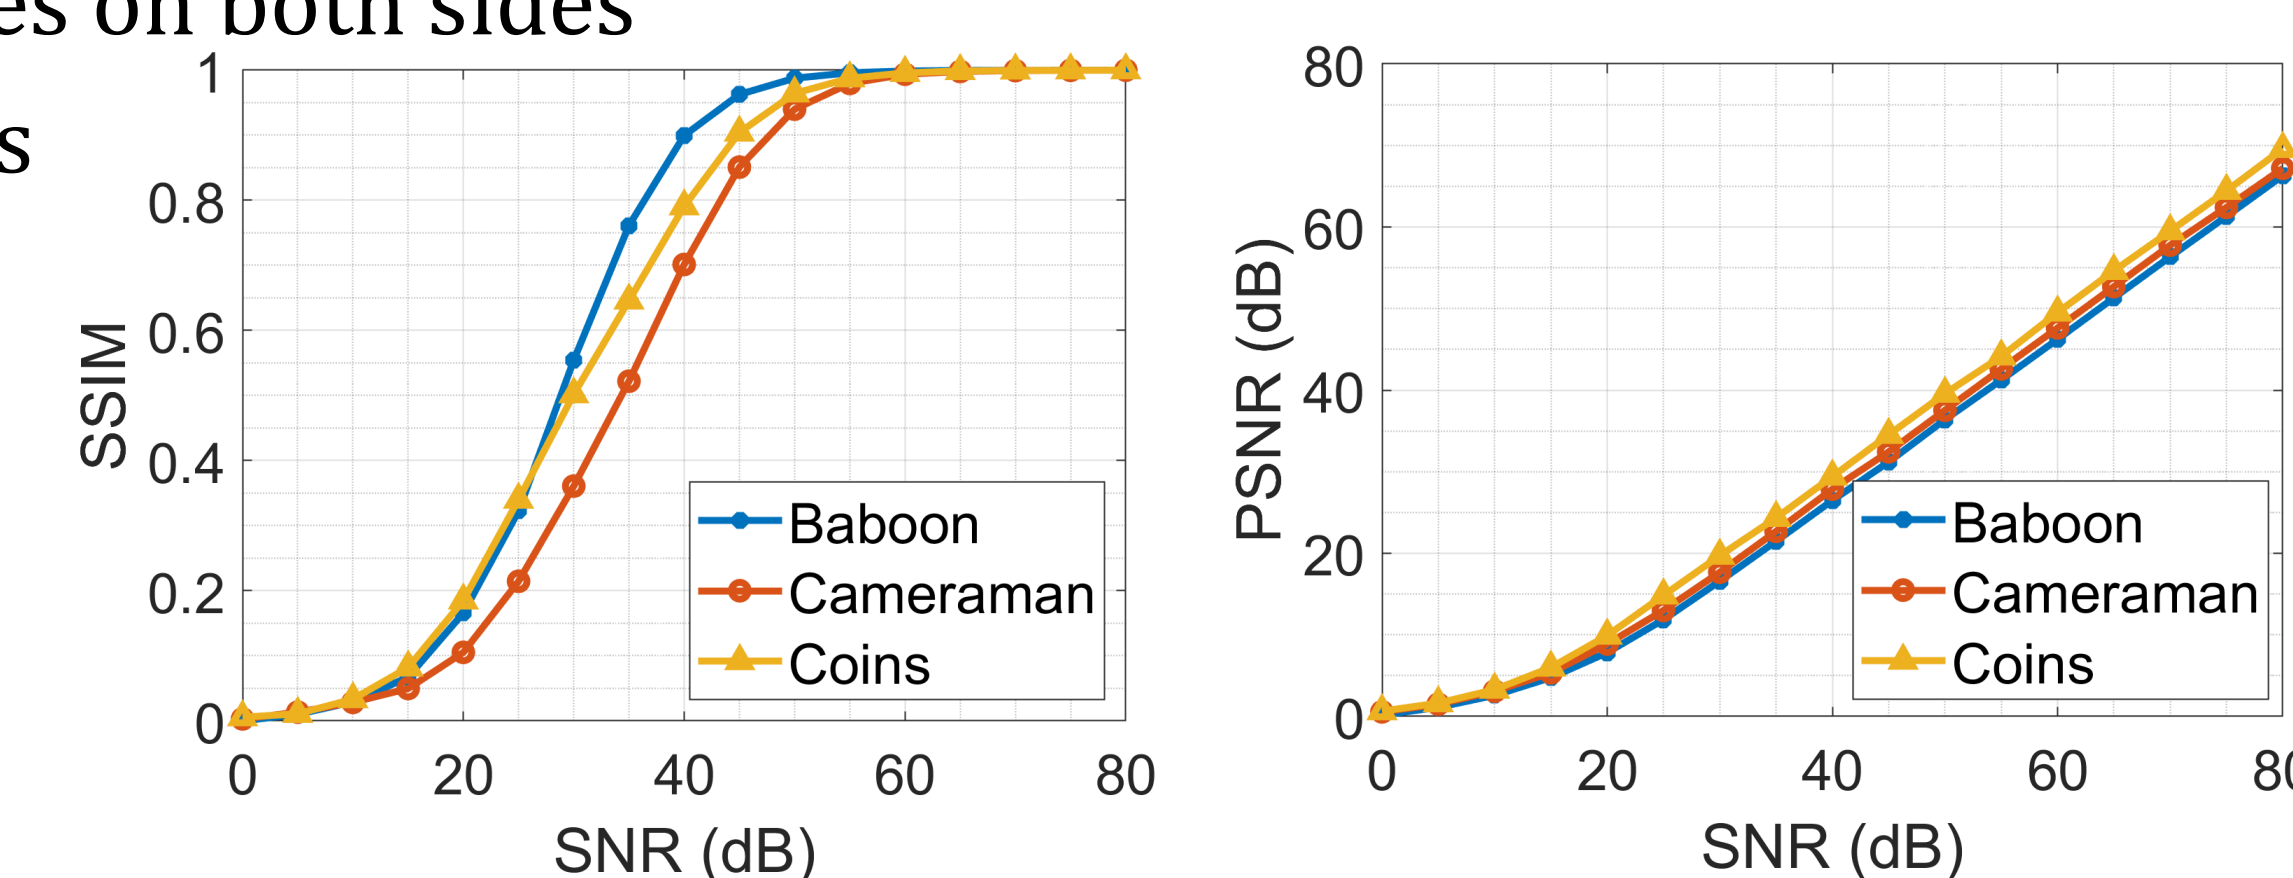 es on both sides
s
1
0.8
0.6
0.4
0.2
0
SSIM
0 20 40 60 80
SNR (dB)
Baboon
Cameraman
Coins
80
60
40
20
0
PSNR (dB)
0 20 40 60 80
SNR (dB)
Baboon
Cameraman
Coins